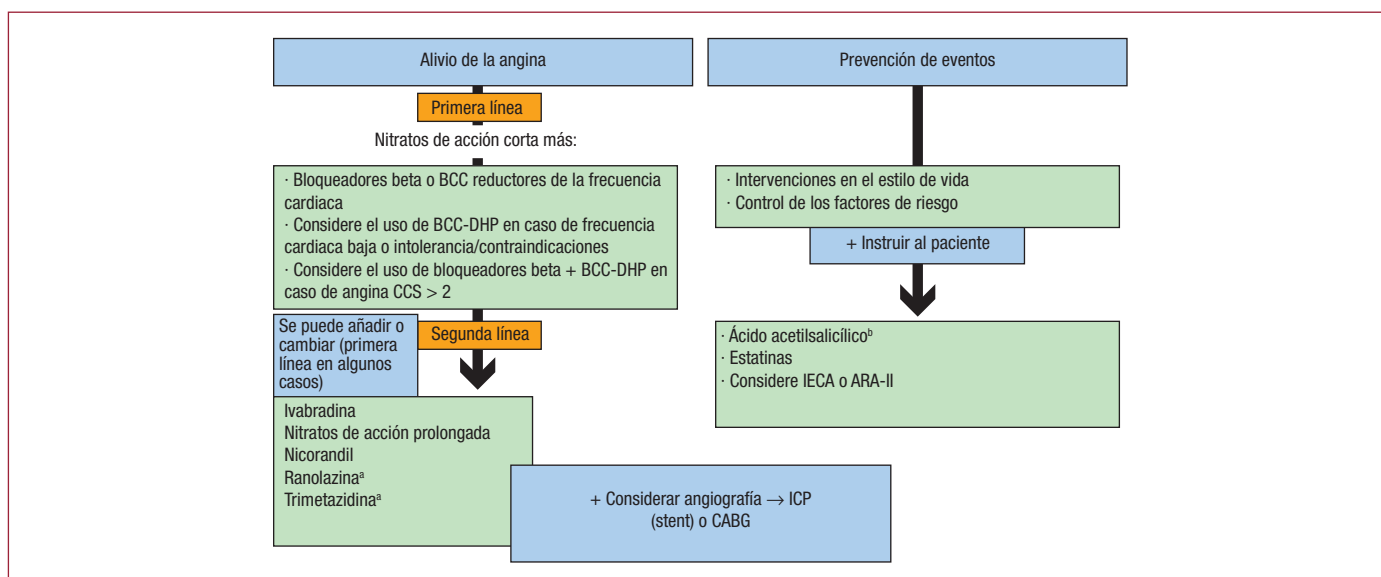 Alivio de la angina
Primera línea
Nitratos de acción corta más:
· Bloqueadores beta o BCC reductores de la frecuencia
cardiaca
· Considere el uso de BCC-DHP en caso de frecuencia
cardiaca baja o intolerancia/contraindicaciones
· Considere el uso de bloqueadores beta + BCC-DHP en
caso de angina CCS > 2
Se puede añadir o
cambiar (primera
línea en algunos
casos)
Segunda línea
Ivabradina
Nitratos de acción prolongada
Nicorandil
Ranolazinaᵃ
Trimetazidinaᵃ
+ Considerar angiografía → ICP
(stent) o CABG
Prevención de eventos
· Intervenciones en el estilo de vida
· Control de los factores de riesgo
+ Instruir al paciente
· Ácido acetilsalicílicoᵇ
· Estatinas
· Considere IECA o ARA-II